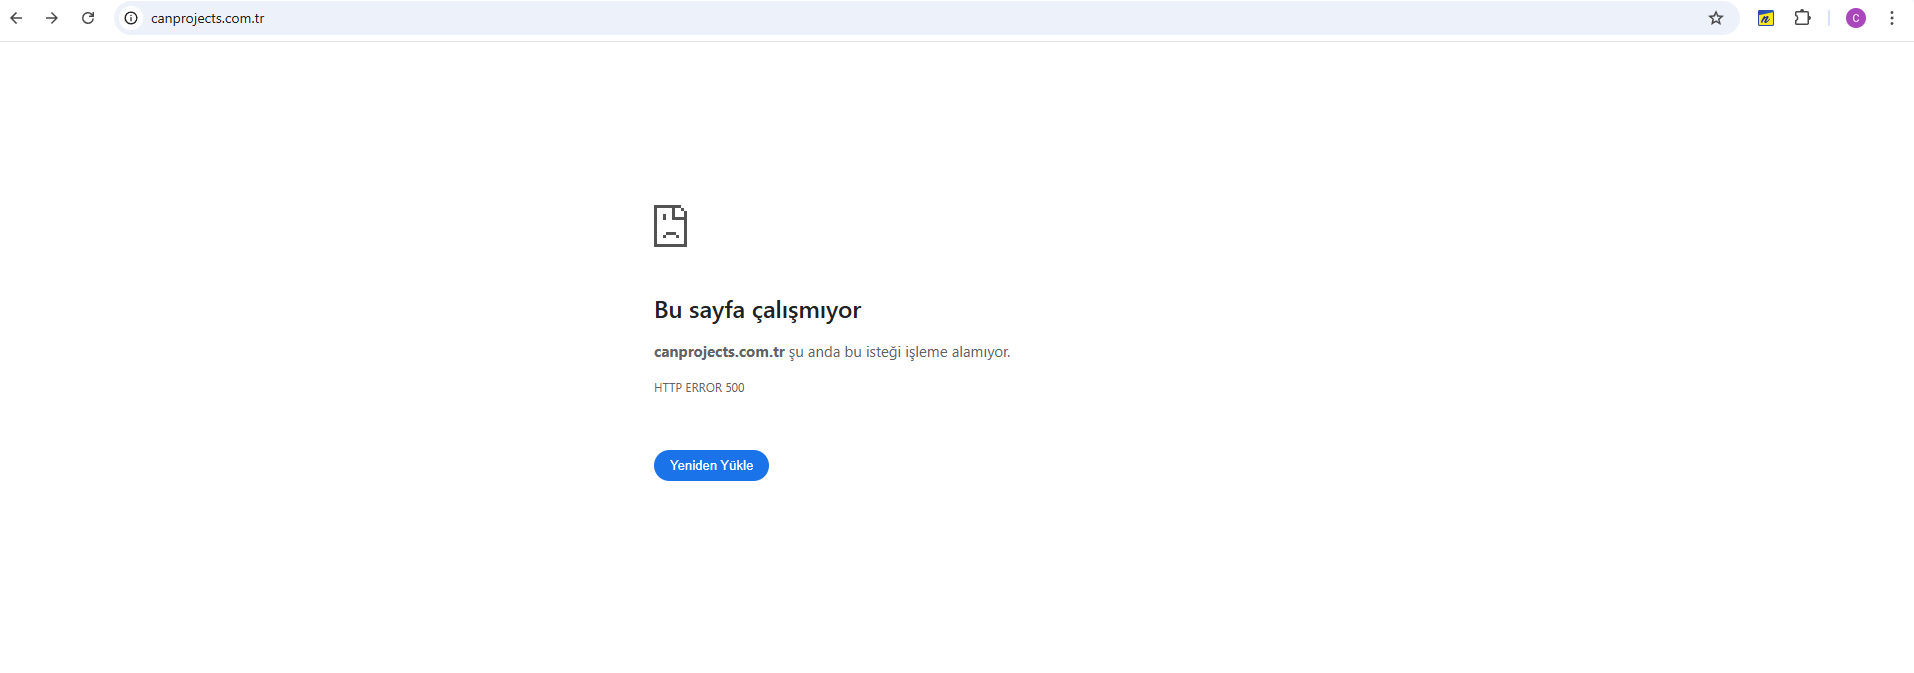 canprojects.com.tr
n
C
Bu sayfa çalışmıyor
canprojects.com.tr şu anda bu isteği işleme alamıyor.
HTTP ERROR 500
Yeniden Yükle